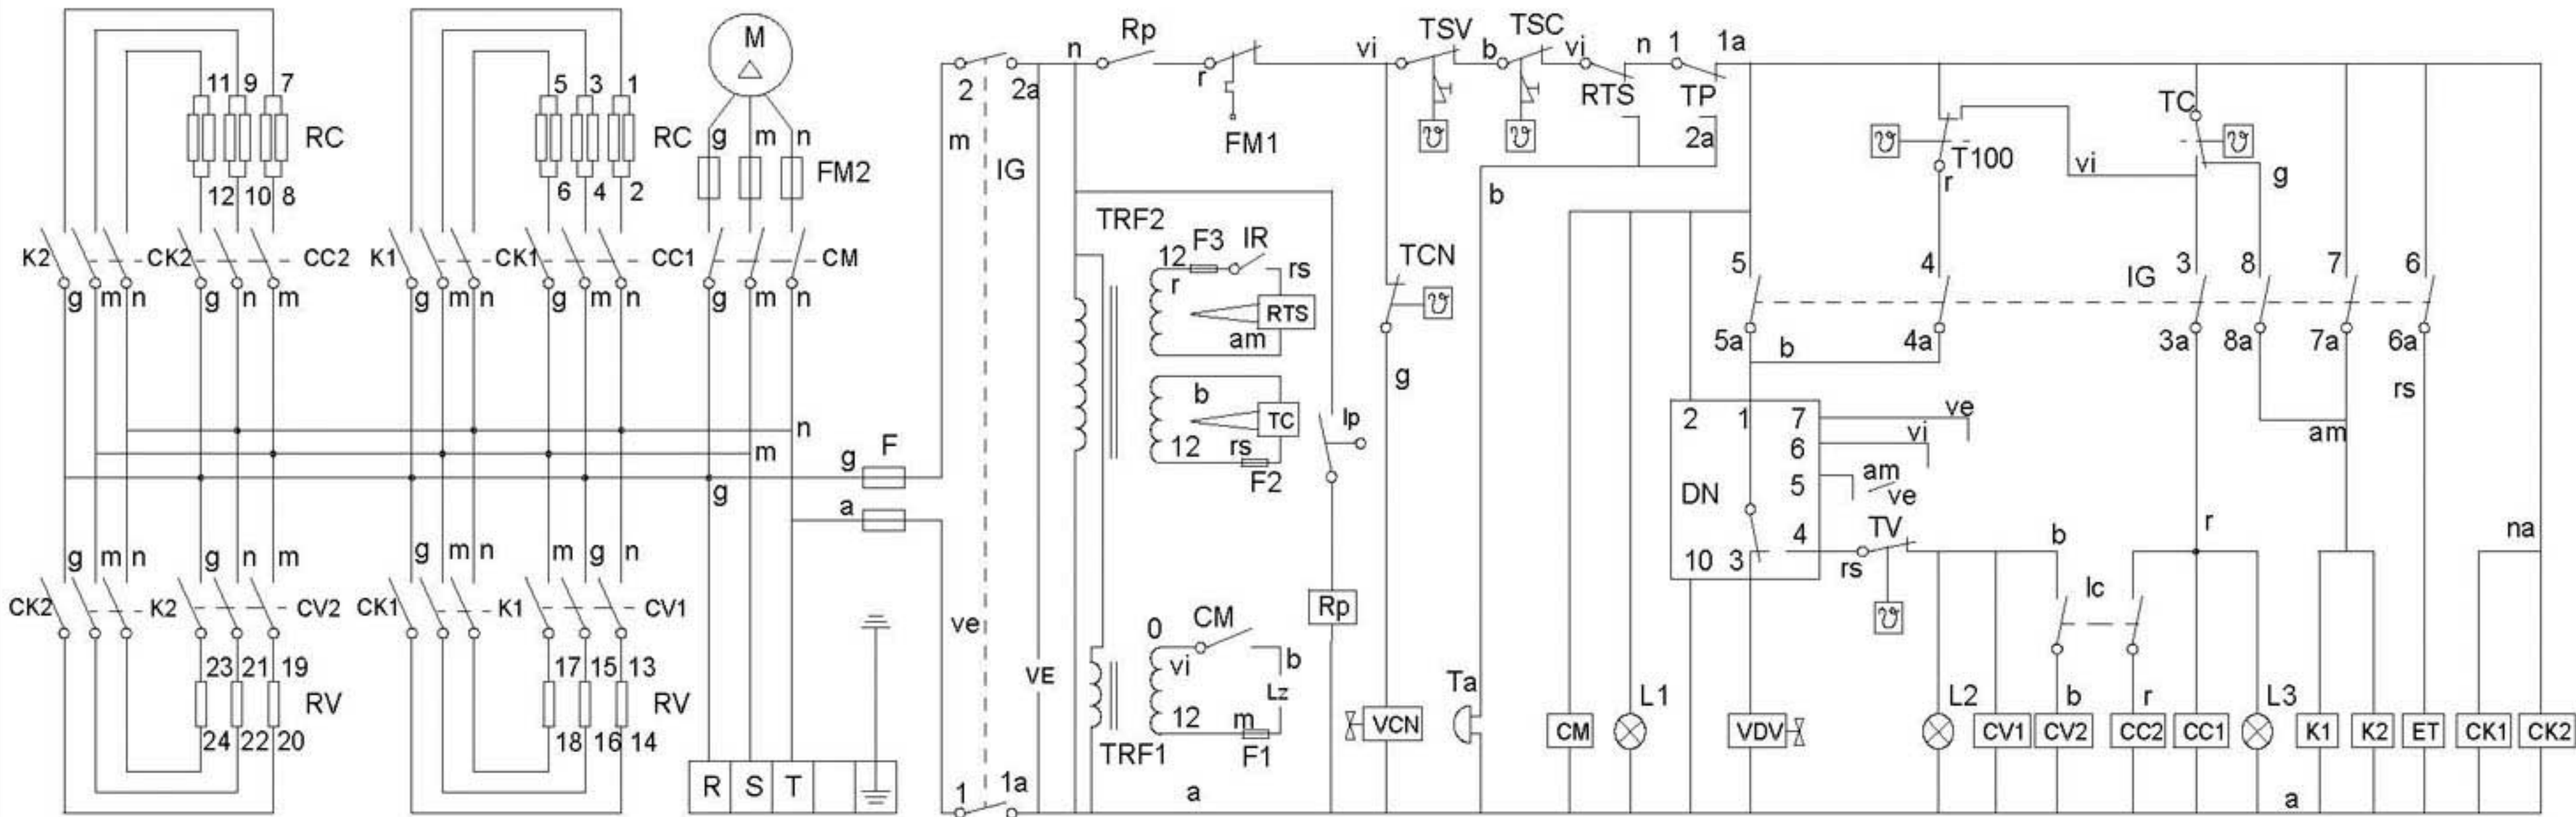 M
n Rp vi TSV b TSC vi n 1 1a
2 2a r RTS TP TC
11 9 7 5 3 1
RC RC g m n m IG FM1 2a T100 vi g
12 10 8 6 4 2 FM2 b r
TRF2
K2 CK2 CC2 K1 CK1 CC1 CM 12 F3 IR rs TCN 5 4 IG 3 8 7 6
g m n g n m g m n g m n g m n r RTS
am 5a 4a 3a 8a 7a 6a
b
b g rs
12 rs TC Ip 2 1 7 ve
n 6 vi am
m F2
g F DN 5 am
g ve
a 4 TV b r na
10 3 rs
g m n g n m g m n m g n
Ic
CK2 K2 CV2 CK1 K1 CV1 ve 0 CM Rp
vi b
23 21 19 17 15 13 VE Lz Ta L1 L2 b r L3
RV RV 12 m VCN CM VDV CV1 CV2 CC2 CC1 K1 K2 ET CK1 CK2
24 22 20 18 16 14 TRF1 F1
R S T 1 1a a a